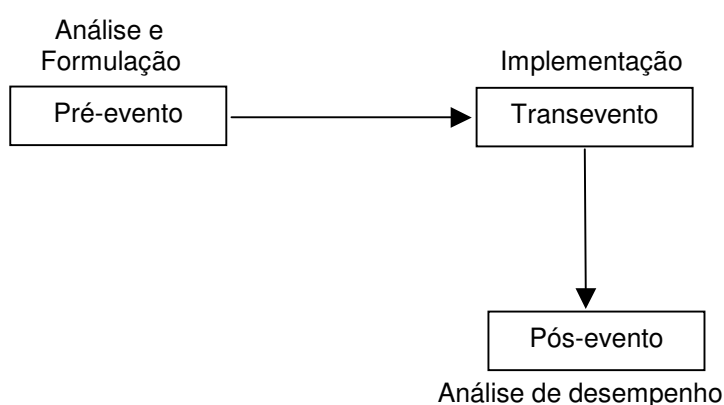 Análise e
Formulação
Implementação
Pré-evento
Transevento
Pós-evento
Análise de desempenho